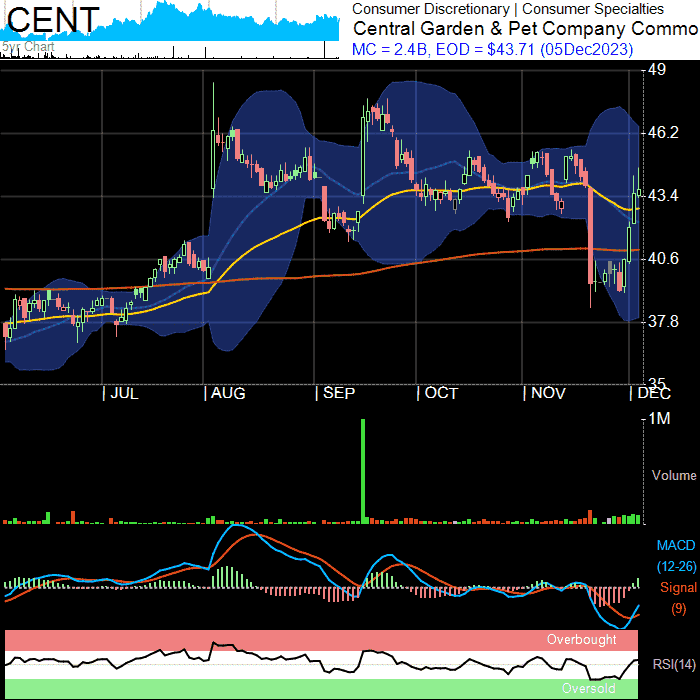 CENT
5yr Chart
Consumer Discretionary | Consumer Specialties
Central Garden & Pet Company Commo
MC = 2.4B, EOD = $43.71 (05Dec2023)
49
46.2
43.4
40.6
37.8
35
JUL AUG SEP OCT NOV DEC
1M
Volume
MACD
(12-26)
Signal
(9)
Overbought
RSI(14)
Oversold